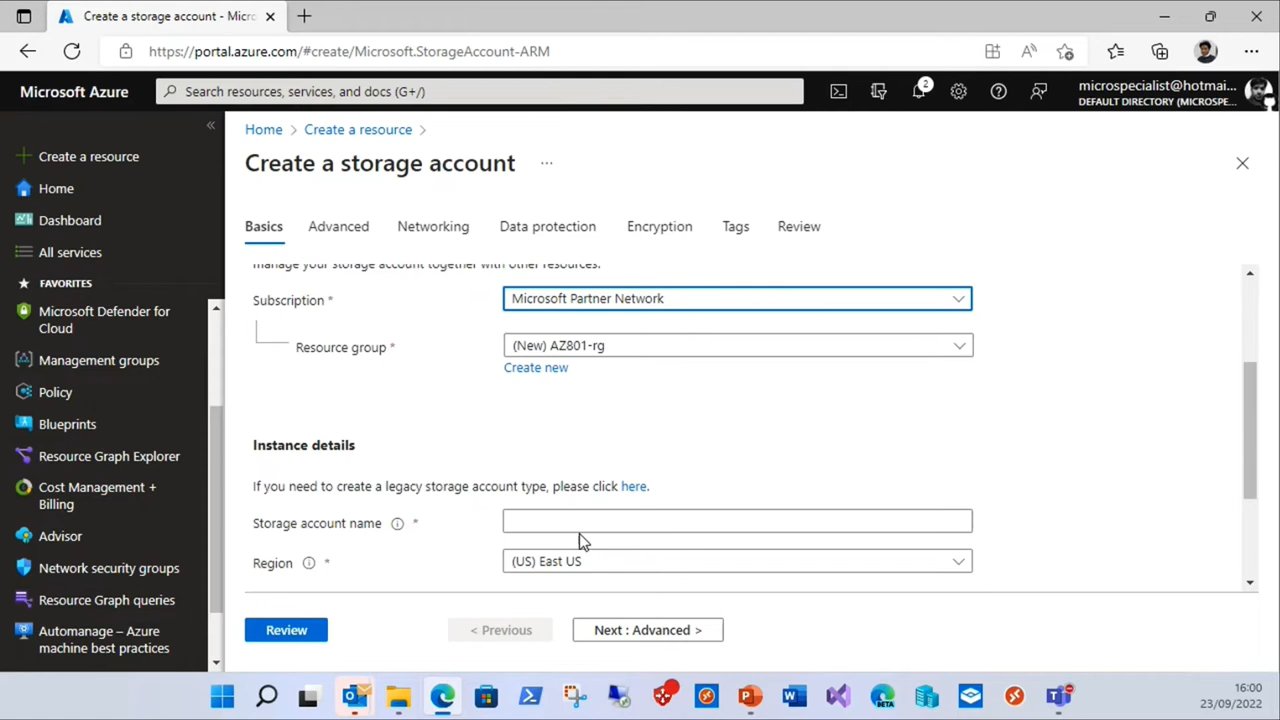 Create a storage account - Micro
https://portal.azure.com/#create/Microsoft.StorageAccount-ARM
Microsoft Azure
Search resources, services, and docs (G+/)
2
microspecialist@hotmai...
DEFAULT DIRECTORY (MICROSPE...
Create a resource
Home
Dashboard
All services
FAVORITES
Microsoft Defender for
Cloud
Management groups
Policy
Blueprints
Resource Graph Explorer
Cost Management +
Billing
Advisor
Network security groups
Resource Graph queries
Automanage – Azure
machine best practices
Home > Create a resource >
Create a storage account ...
Basics Advanced Networking Data protection Encryption Tags Review
manage your storage account together with other resources.
Subscription * Microsoft Partner Network
Resource group * (New) AZ801-rg
Create new
Instance details
If you need to create a legacy storage account type, please click here.
Storage account name *
Region * (US) East US
Review < Previous Next : Advanced >
BETA
16:00
23/09/2022